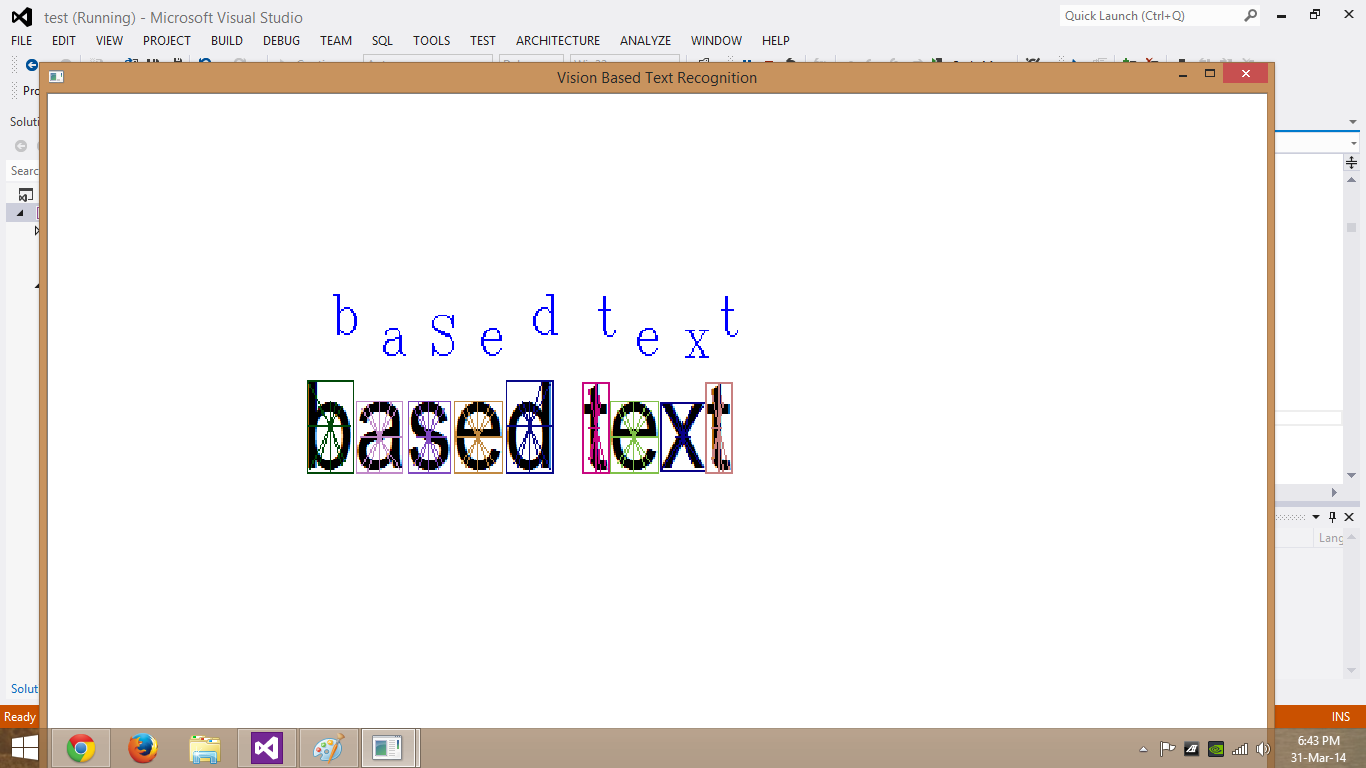 test (Running) - Microsoft Visual Studio
Quick Launch (Ctrl+Q)
FILE EDIT VIEW PROJECT BUILD DEBUG TEAM SQL TOOLS TEST ARCHITECTURE ANALYZE WINDOW HELP
Vision Based Text Recognition
Pro
Soluti
Searc
b a S e d t e x t
based text
Lang
Solut
Ready
INS
6:43 PM
31-Mar-14